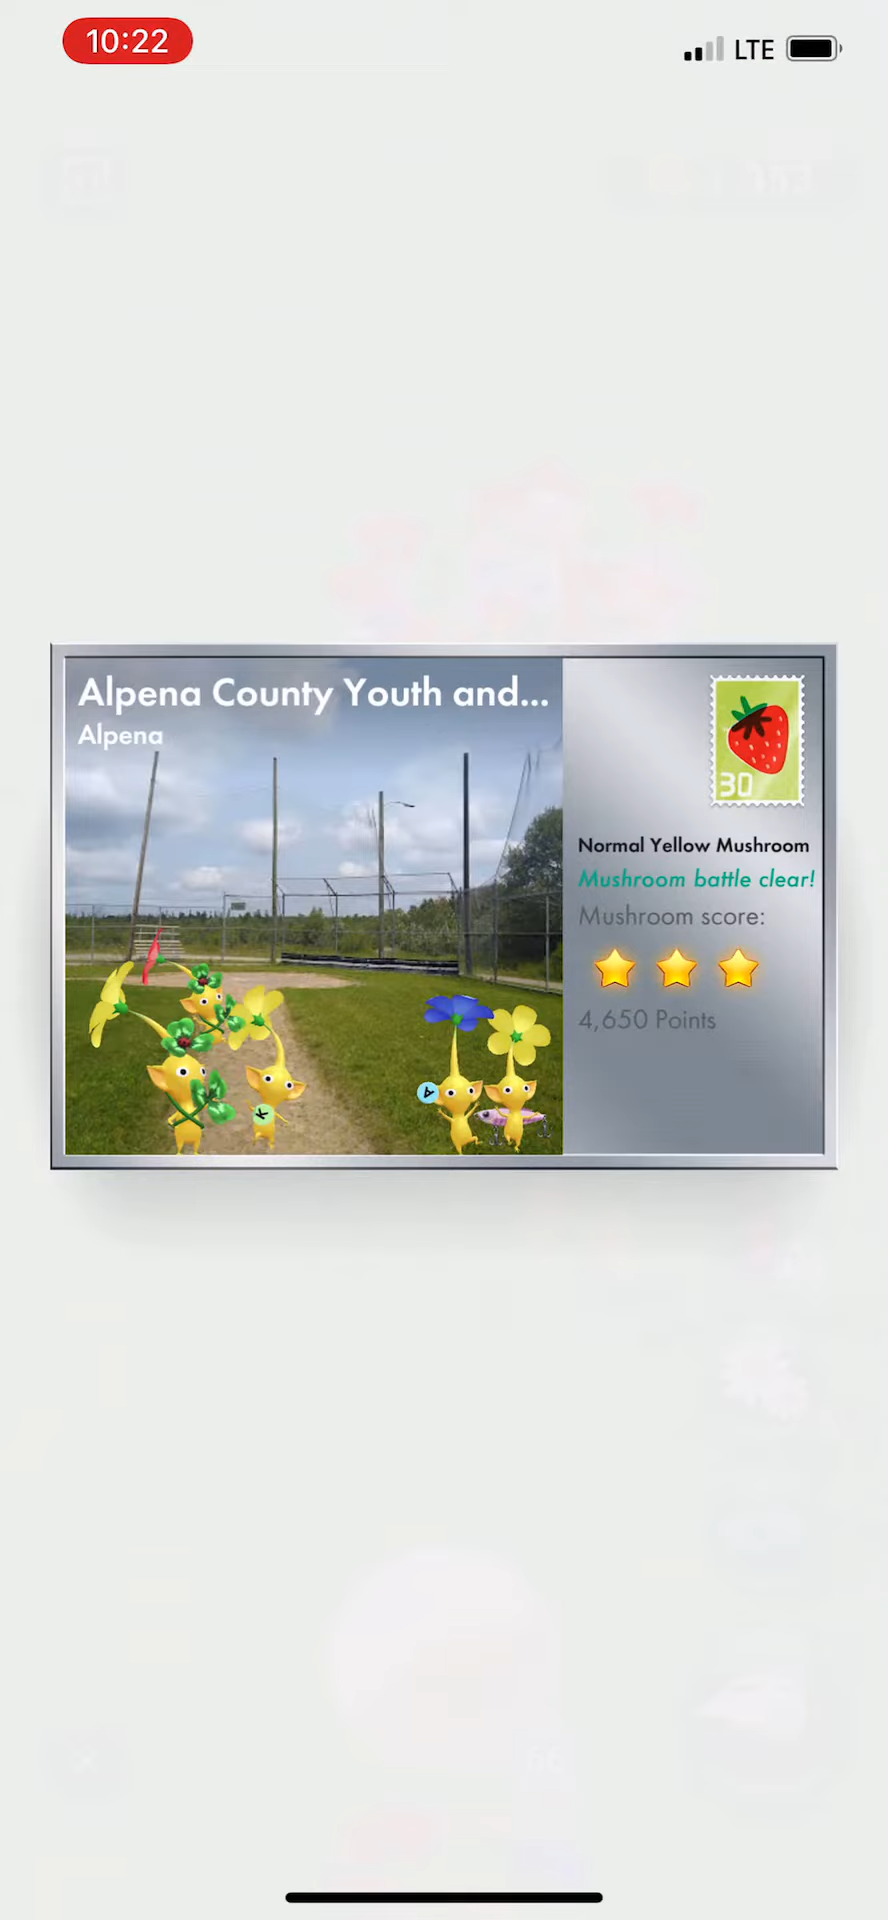 10:22
LTE
Alpena County Youth and...
Alpena
30
Normal Yellow Mushroom
Mushroom battle clear!
Mushroom score:
4,650 Points
K
A